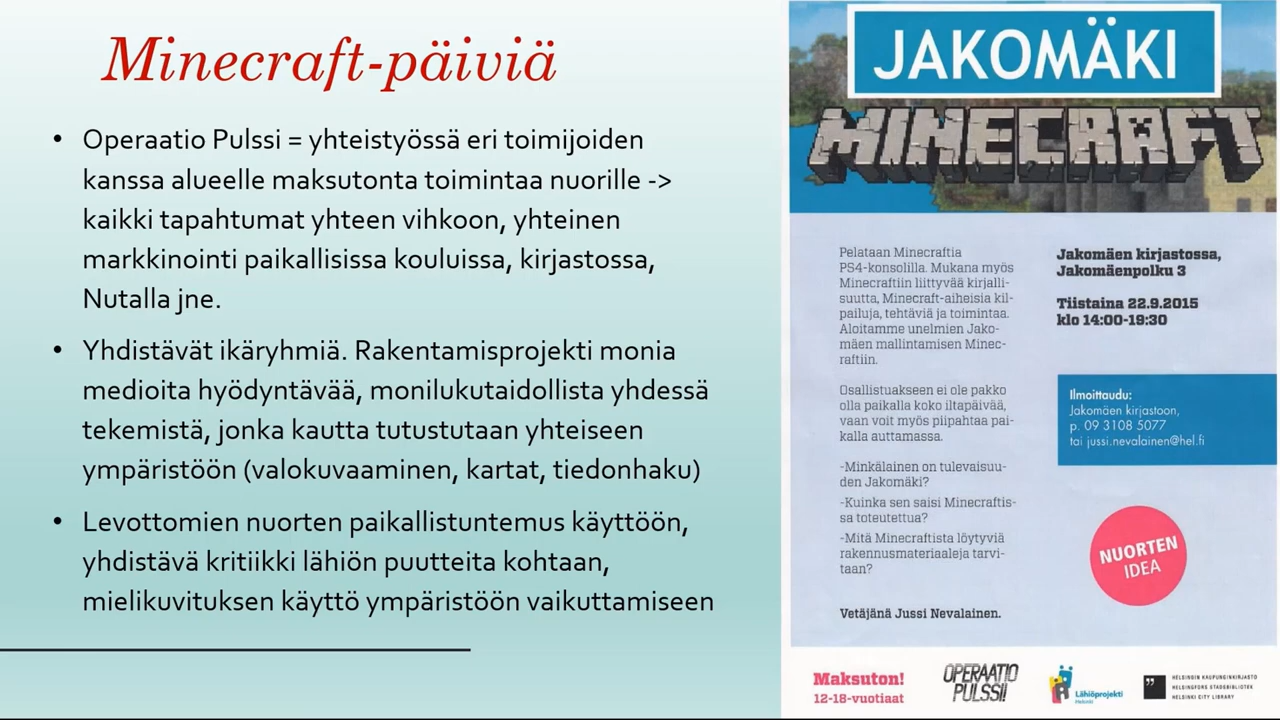 Minecraft-päiviä
• Operaatio Pulssi = yhteistyössä eri toimijoiden
kanssa alueelle maksutonta toimintaa nuorille ->
kaikki tapahtumat yhteen vihkoon, yhteinen
markkinointi paikallisissa kouluissa, kirjastossa,
Nutalla jne.
• Yhdistävät ikäryhmiä. Rakentamisprojekti monia
medioita hyödyntävää, monilukutaidollista yhdessä
tekemistä, jonka kautta tutustutaan yhteiseen
ympäristöön (valokuvaaminen, kartat, tiedonhaku)
• Levottomien nuorten paikallistuntemus käyttöön,
yhdistävä kritiikki lähiön puutteita kohtaan,
mielikuvituksen käyttö ympäristöön vaikuttamiseen
JAKOMÄKI
MINECRAFT
Pelataan Minecraftia
PS4-konsolilla. Mukana myös
Minecraftiin liittyvää kirjalli-
suutta, Minecraft-aiheisia kil-
pailuja, tehtäviä ja toimintaa.
Aloitamme unelmien Jako-
mäen mallintamisen Minec-
raftiin.
Osallistuakseen ei ole pakko
olla paikalla koko iltapäivää,
vaan voit myös piipahtaa pai-
kalla auttamassa.
-Minkälainen on tulevaisuu-
den Jakomäki?
-Kuinka sen saisi Minecraftis-
sa toteutettua?
-Mitä Minecraftista löytyviä
rakennusmateriaaleja tarvi-
taan?
Vetäjänä Jussi Nevalainen.
Jakomäen kirjastossa,
Jakomäenpolku 3
Tiistaina 22.9.2015
klo 14:00-19:30
Ilmoittaudu:
Jakomäen kirjastoon,
p. 09 3108 5077
tai jussi.nevalainen@hel.fi
NUORTEN
IDEA
Maksuton!
12-18-vuotiaat
OPERAATIO
PULSSI!
Lähiöprojekti
Helsinki
HELSINGIN KAUPUNGINKIRJASTO
HELSINGFORS STADSBIBLIOTEK
HELSINKI CITY LIBRARY